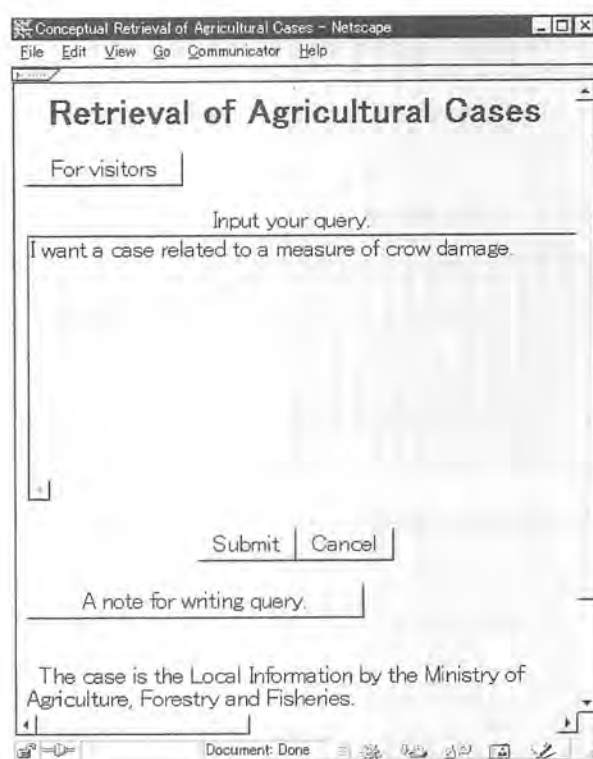 Conceptual Retrieval of Agricultural Cases - Netscape
File Edit View Go Communicator Help
Retrieval of Agricultural Cases
For visitors
Input your query.
I want a case related to a measure of crow damage.
Submit Cancel
A note for writing query.
The case is the Local Information by the Ministry of
Agriculture, Forestry and Fisheries.
Document: Done